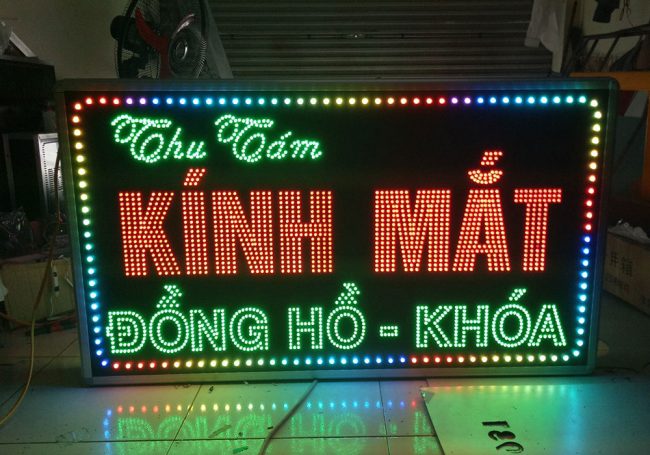 Thu Tám
KÍNH MẮT
ĐỒNG HỒ - KHÓA